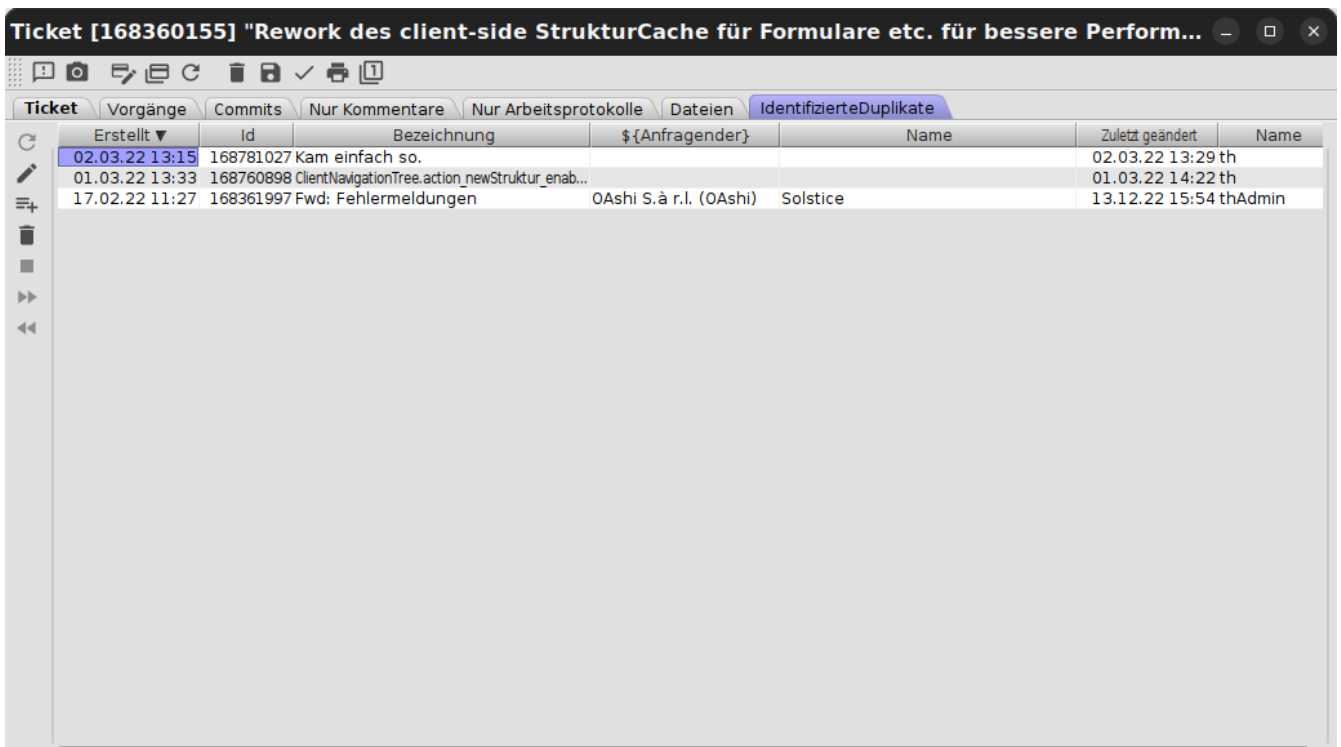 Ticket [168360155] "Rework des client-side StrukturCache für Formulare etc. für bessere Perform...
Ticket Vorgänge Commits Nur Kommentare Nur Arbeitsprotokolle Dateien IdentifizierteDuplikate
Erstellt ▼ Id Bezeichnung ${Anfragender} Name Zuletzt geändert Name
02.03.22 13:15 168781027 Kam einfach so. 02.03.22 13:29 th
01.03.22 13:33 168760898 ClientNavigationTree.action_newStruktur_enab... 01.03.22 14:22 th
17.02.22 11:27 168361997 Fwd: Fehlermeldungen OAshi S.à r.l. (OAshi) Solstice 13.12.22 15:54 thAdmin